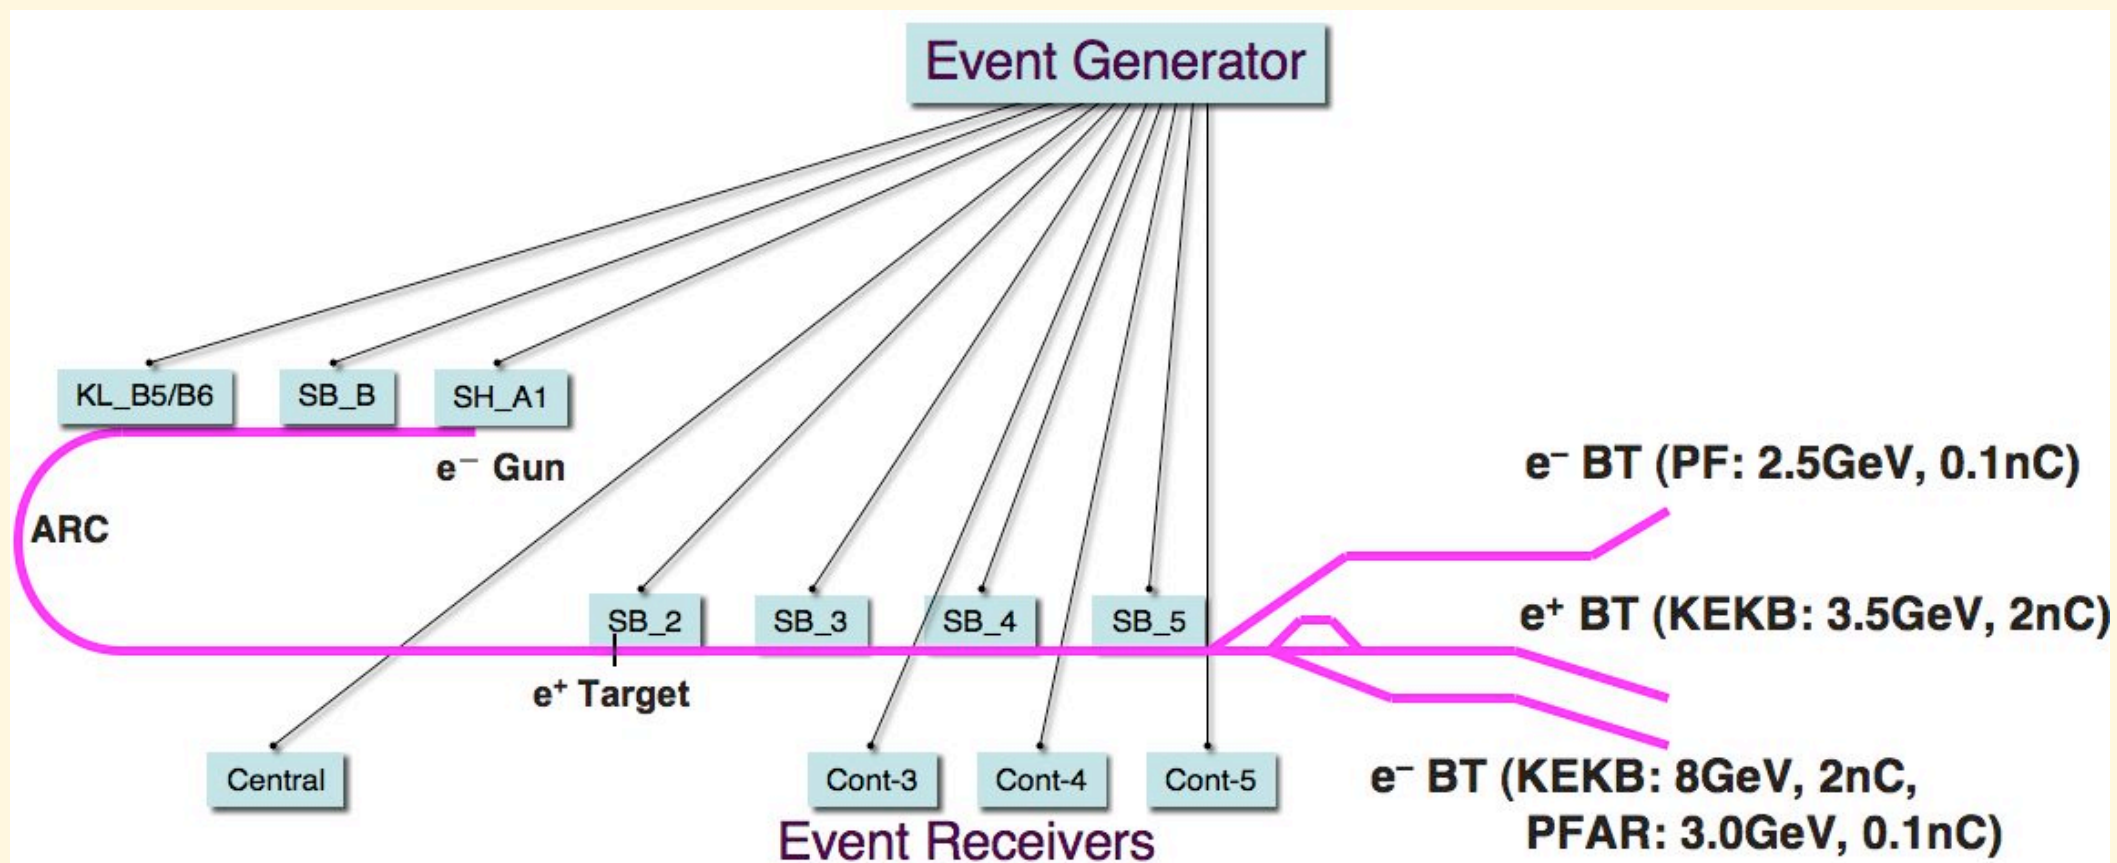 Event Generator
KL_B5/B6
SB_B
SH_A1
e⁻ Gun
ARC
e⁻ BT (PF: 2.5GeV, 0.1nC)
SB_2
SB_3
SB_4
SB_5
e⁺ BT (KEKB: 3.5GeV, 2nC)
e⁺ Target
Central
Cont-3
Cont-4
Cont-5
e⁻ BT (KEKB: 8GeV, 2nC,
PFAR: 3.0GeV, 0.1nC)
Event Receivers